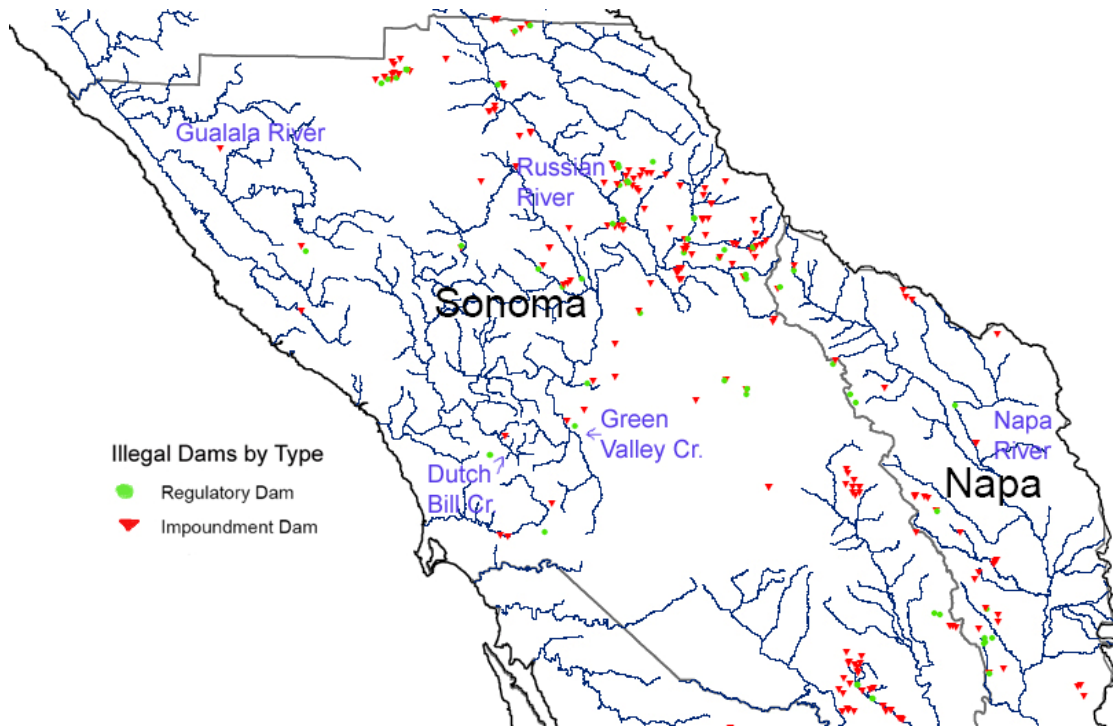 Gualala River
Russian
River
Sonoma
Green
Valley Cr.
Napa
River
Illegal Dams by Type
Dutch
Bill Cr.
Napa
Regulatory Dam
Impoundment Dam